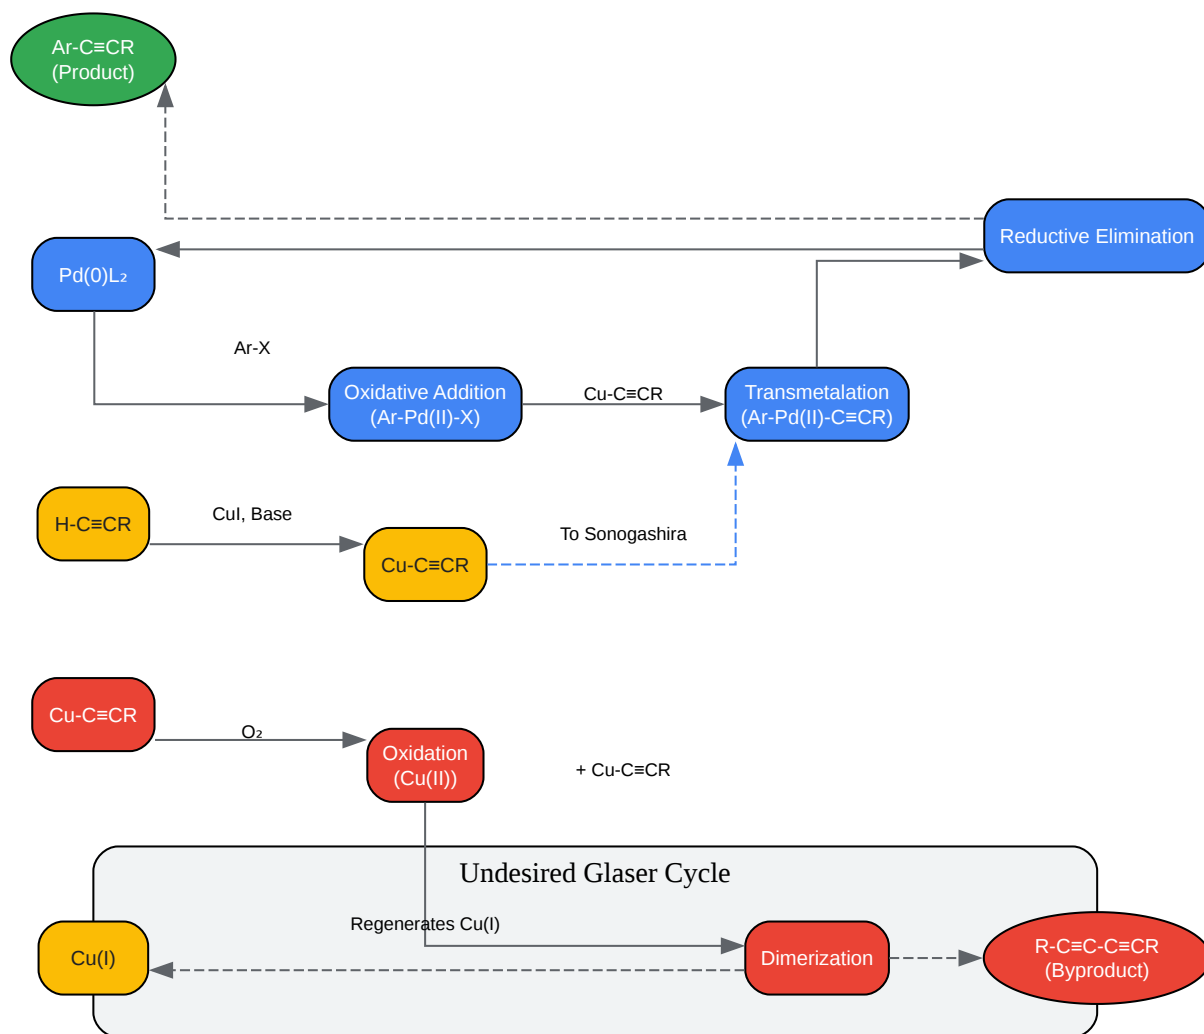 Ar-C≡CR
(Product)
Reductive Elimination
Pd(0)L₂
Ar-X
Oxidative Addition
(Ar-Pd(II)-X)
Cu-C≡CR
Transmetalation
(Ar-Pd(II)-C≡CR)
H-C≡CR
CuI, Base
Cu-C≡CR
To Sonogashira
Cu-C≡CR
O₂
Oxidation
(Cu(II))
+ Cu-C≡CR
Undesired Glaser Cycle
Regenerates Cu(I)
Cu(I)
Dimerization
R-C≡C-C≡CR
(Byproduct)